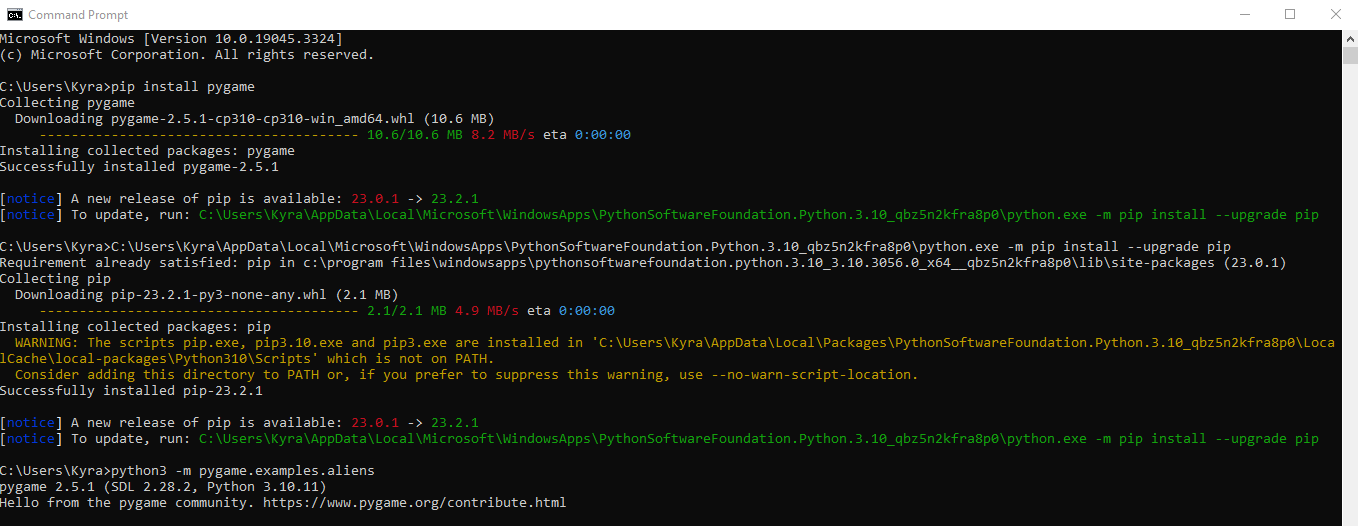 Command Prompt
Microsoft Windows [Version 10.0.19045.3324]
(c) Microsoft Corporation. All rights reserved.
C:\Users\Kyra>pip install pygame
Collecting pygame
  Downloading pygame-2.5.1-cp310-cp310-win_amd64.whl (10.6 MB)
     ---------------------------------------- 10.6/10.6 MB 8.2 MB/s eta 0:00:00
Installing collected packages: pygame
Successfully installed pygame-2.5.1
[notice] A new release of pip is available: 23.0.1 -> 23.2.1
[notice] To update, run: C:\Users\Kyra\AppData\Local\Microsoft\WindowsApps\PythonSoftwareFoundation.Python.3.10_qbz5n2kfra8p0\python.exe -m pip install --upgrade pip
C:\Users\Kyra>C:\Users\Kyra\AppData\Local\Microsoft\WindowsApps\PythonSoftwareFoundation.Python.3.10_qbz5n2kfra8p0\python.exe -m pip install --upgrade pip
Requirement already satisfied: pip in c:\program files\windowsapps\pythonsoftwarefoundation.python.3.10_3.10.3056.0_x64__qbz5n2kfra8p0\lib\site-packages (23.0.1)
Collecting pip
  Downloading pip-23.2.1-py3-none-any.whl (2.1 MB)
     ---------------------------------------- 2.1/2.1 MB 4.9 MB/s eta 0:00:00
Installing collected packages: pip
  WARNING: The scripts pip.exe, pip3.10.exe and pip3.exe are installed in 'C:\Users\Kyra\AppData\Local\Packages\PythonSoftwareFoundation.Python.3.10_qbz5n2kfra8p0\Loca
lCache\local-packages\Python310\Scripts' which is not on PATH.
  Consider adding this directory to PATH or, if you prefer to suppress this warning, use --no-warn-script-location.
Successfully installed pip-23.2.1
[notice] A new release of pip is available: 23.0.1 -> 23.2.1
[notice] To update, run: C:\Users\Kyra\AppData\Local\Microsoft\WindowsApps\PythonSoftwareFoundation.Python.3.10_qbz5n2kfra8p0\python.exe -m pip install --upgrade pip
C:\Users\Kyra>python3 -m pygame.examples.aliens
pygame 2.5.1 (SDL 2.28.2, Python 3.10.11)
Hello from the pygame community. https://www.pygame.org/contribute.html